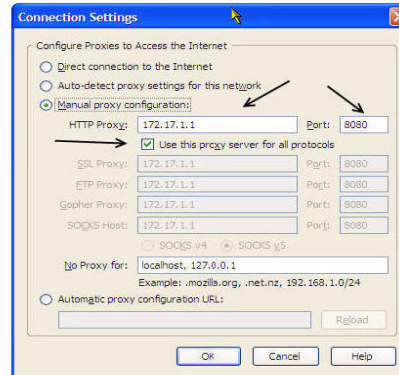 Connection Settings
Configure Proxies to Access the Internet
Direct connection to the Internet
Auto-detect proxy settings for this network
Manual proxy configuration:
HTTP Proxy: 172.17.1.1 Port: 8080
Use this proxy server for all protocols
SSL Proxy: 172.17.1.1 Port: 8080
FTP Proxy: 172.17.1.1 Port: 8080
Gopher Proxy: 172.17.1.1 Port: 8080
SOCKS Host: 172.17.1.1 Port: 8080
SOCKS v4 SOCKS v5
No Proxy for: localhost, 127.0.0.1
Example: .mozilla.org, .net.nz, 192.168.1.0/24
Automatic proxy configuration URL:
Reload
OK Cancel Help